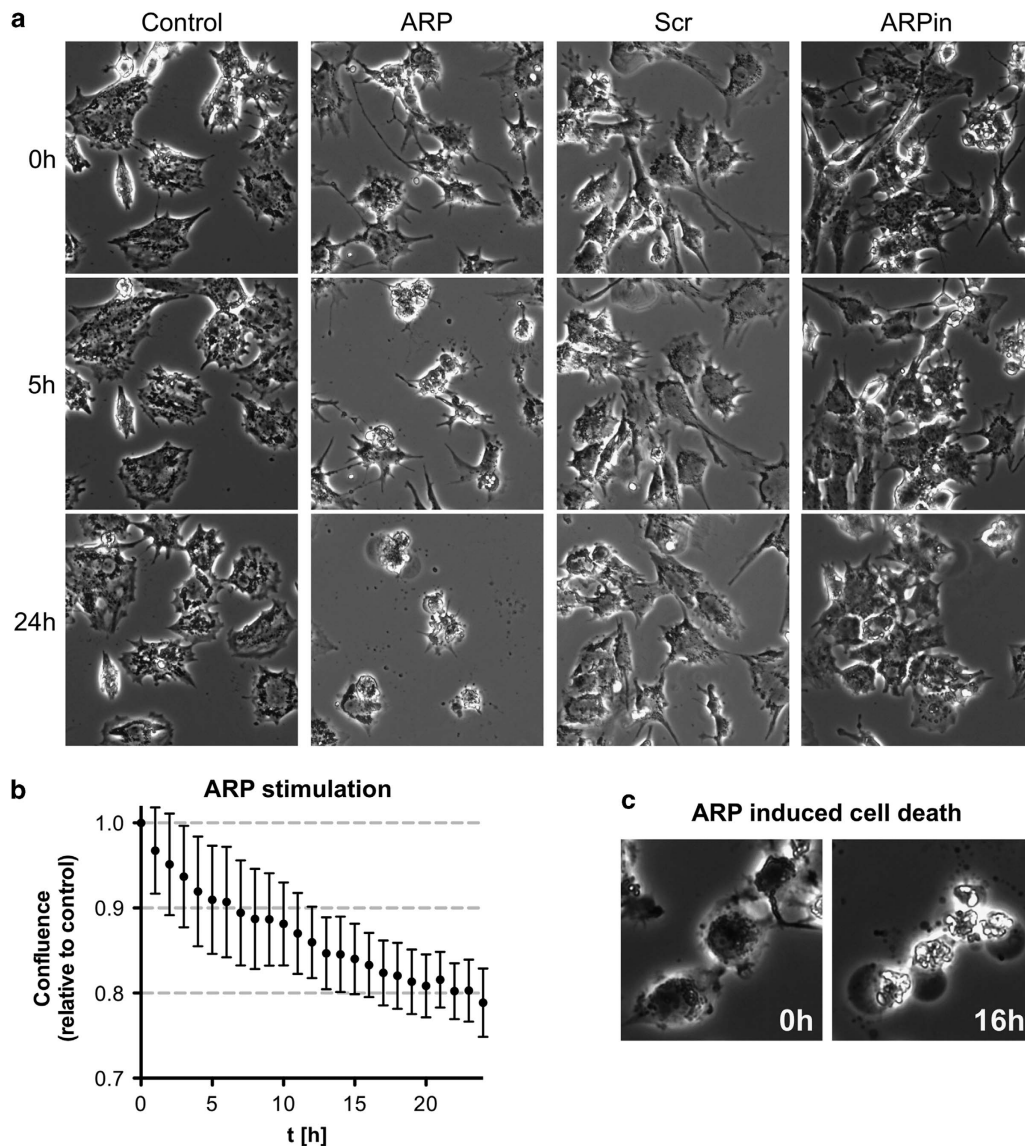 a
Control ARP Scr ARPin
0h
5h
24h
b
ARP stimulation
1.0
0.9
0.8
0.7
Confluence
(relative to control)
0 5 10 15 20
t [h]
c
ARP induced cell death
0h 16h